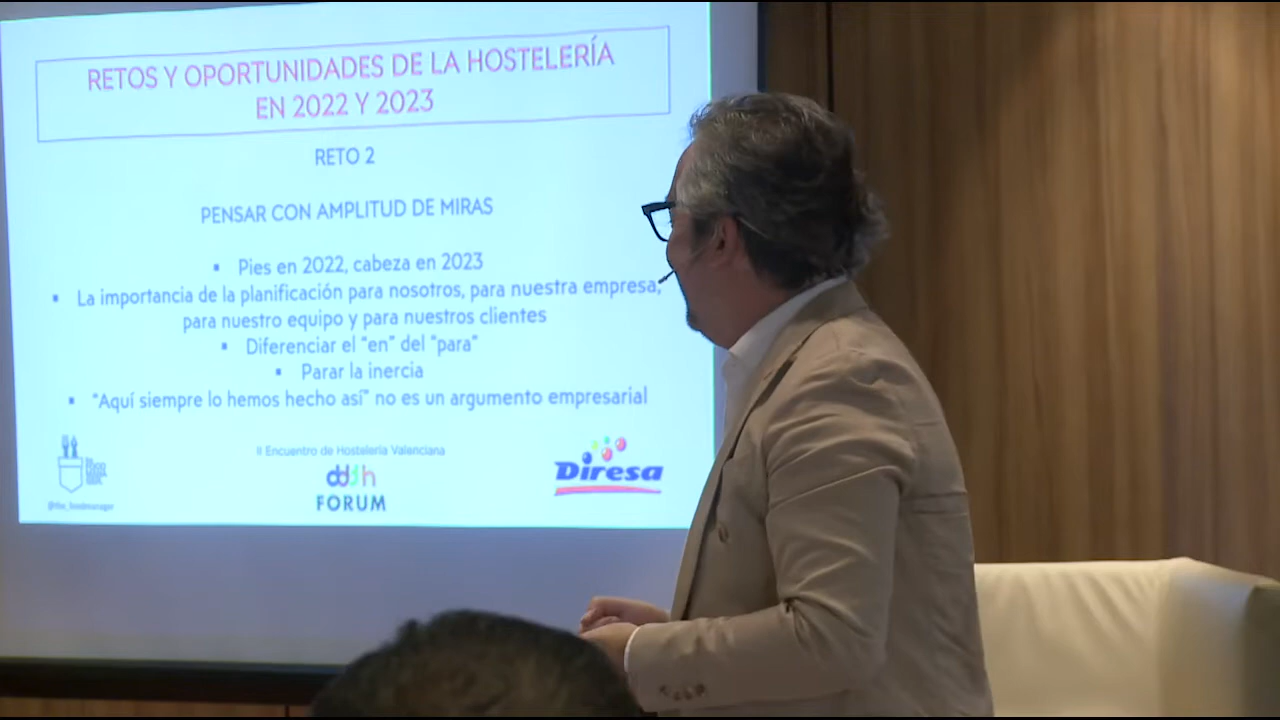 RETOS Y OPORTUNIDADES DE LA HOSTELERÍA
EN 2022 Y 2023
RETO 2
PENSAR CON AMPLITUD DE MIRAS
▪ Pies en 2022, cabeza en 2023
▪ La importancia de la planificación para nosotros, para nuestra empresa,
para nuestro equipo y para nuestros clientes
▪ Diferenciar el “en” del “para”
▪ Parar la inercia
▪ “Aquí siempre lo hemos hecho así” no es un argumento empresarial
II Encuentro de Hostelería Valenciana
FORUM
Diresa
@the_foodmanager